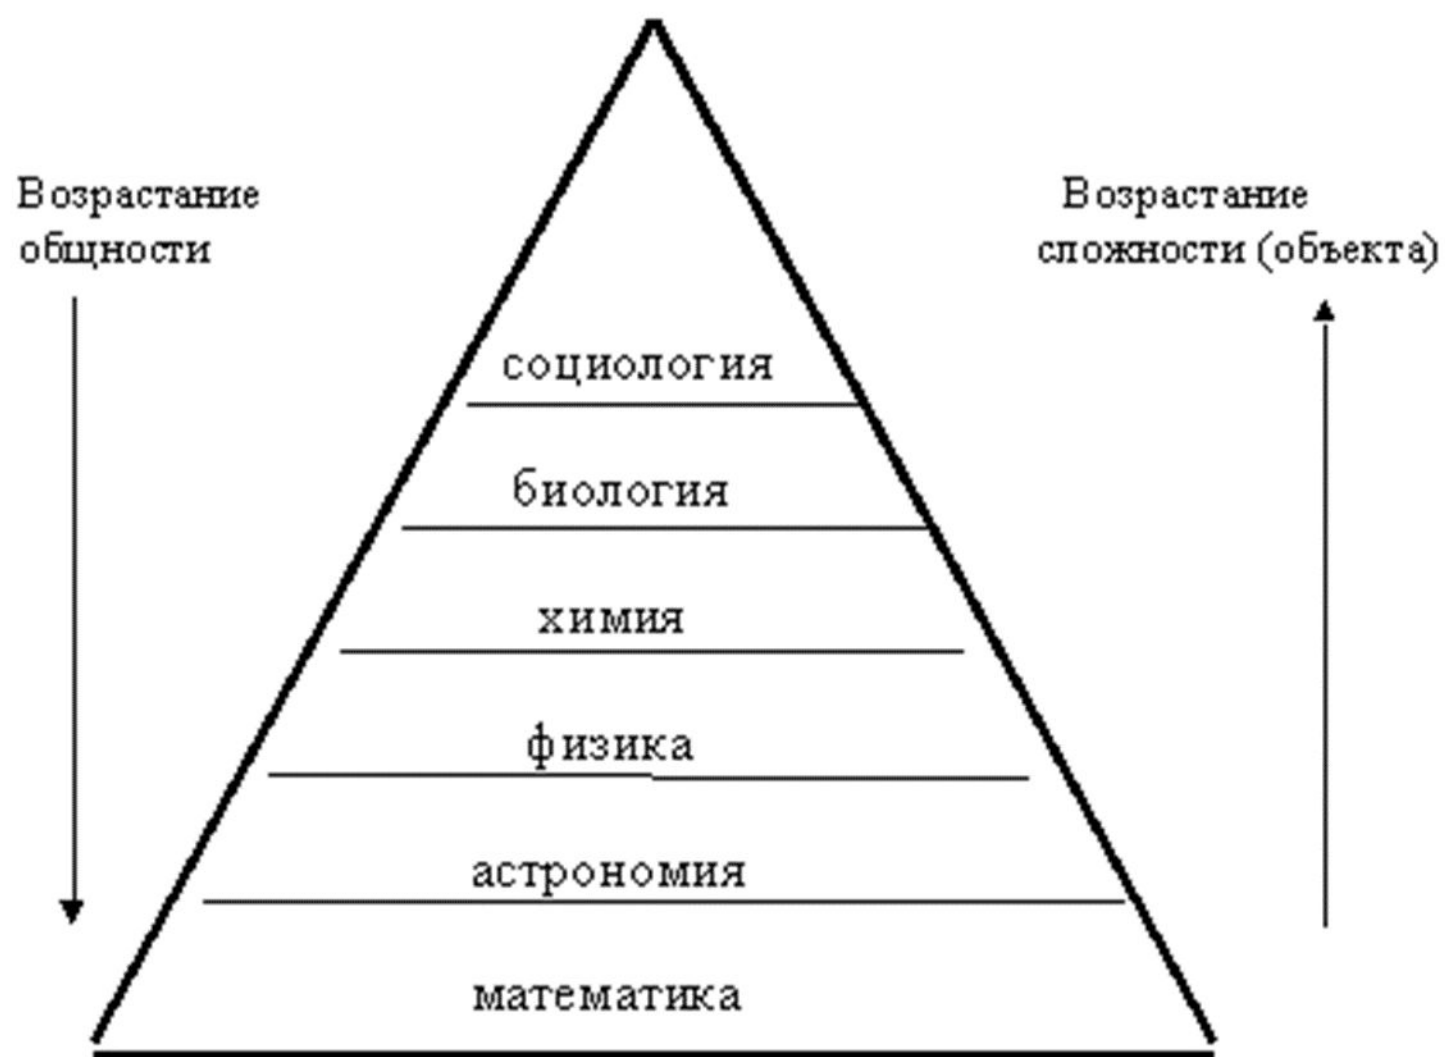 Возрастание
общности
Возрастание
сложности (объекта)
социология
биология
химия
физика
астрономия
математика